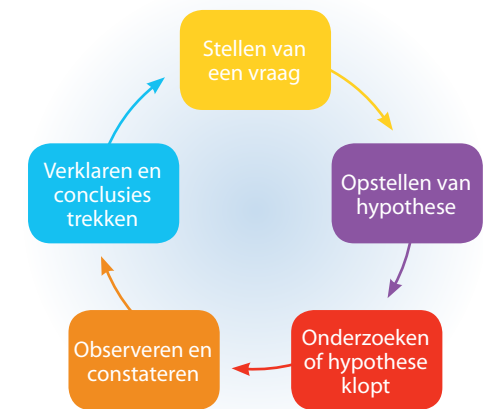 Stellen van
een vraag
Opstellen van
hypothese
Onderzoeken
of hypothese
klopt
Observeren en
constateren
Verklaren en
conclusies
trekken